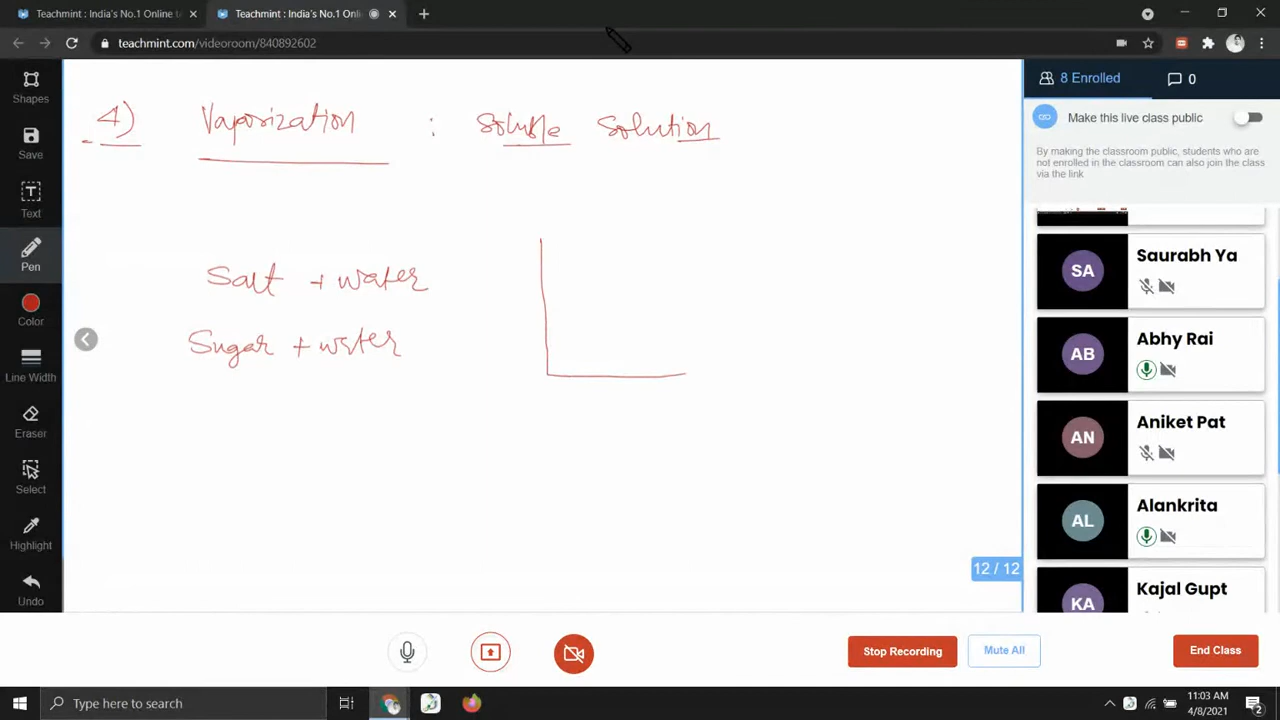 Teachmint : India's No.1 Online t
Teachmint : India's No.1 Onli
teachmint.com/videoroom/840892602
Shapes
Save
Text
Pen
Color
Line Width
Eraser
Select
Highlight
Undo
4) Vaporization : Soluble Solution
Salt + water
Sugar + water
12 / 12
8 Enrolled
0
Make this live class public
By making the classroom public, students who are
not enrolled in the classroom can also join the class
via the link
SA Saurabh Ya
AB Abhy Rai
AN Aniket Pat
AL Alankrita
KA Kajal Gupt
Stop Recording
Mute All
End Class
Type here to search
11:03 AM
4/8/2021
2